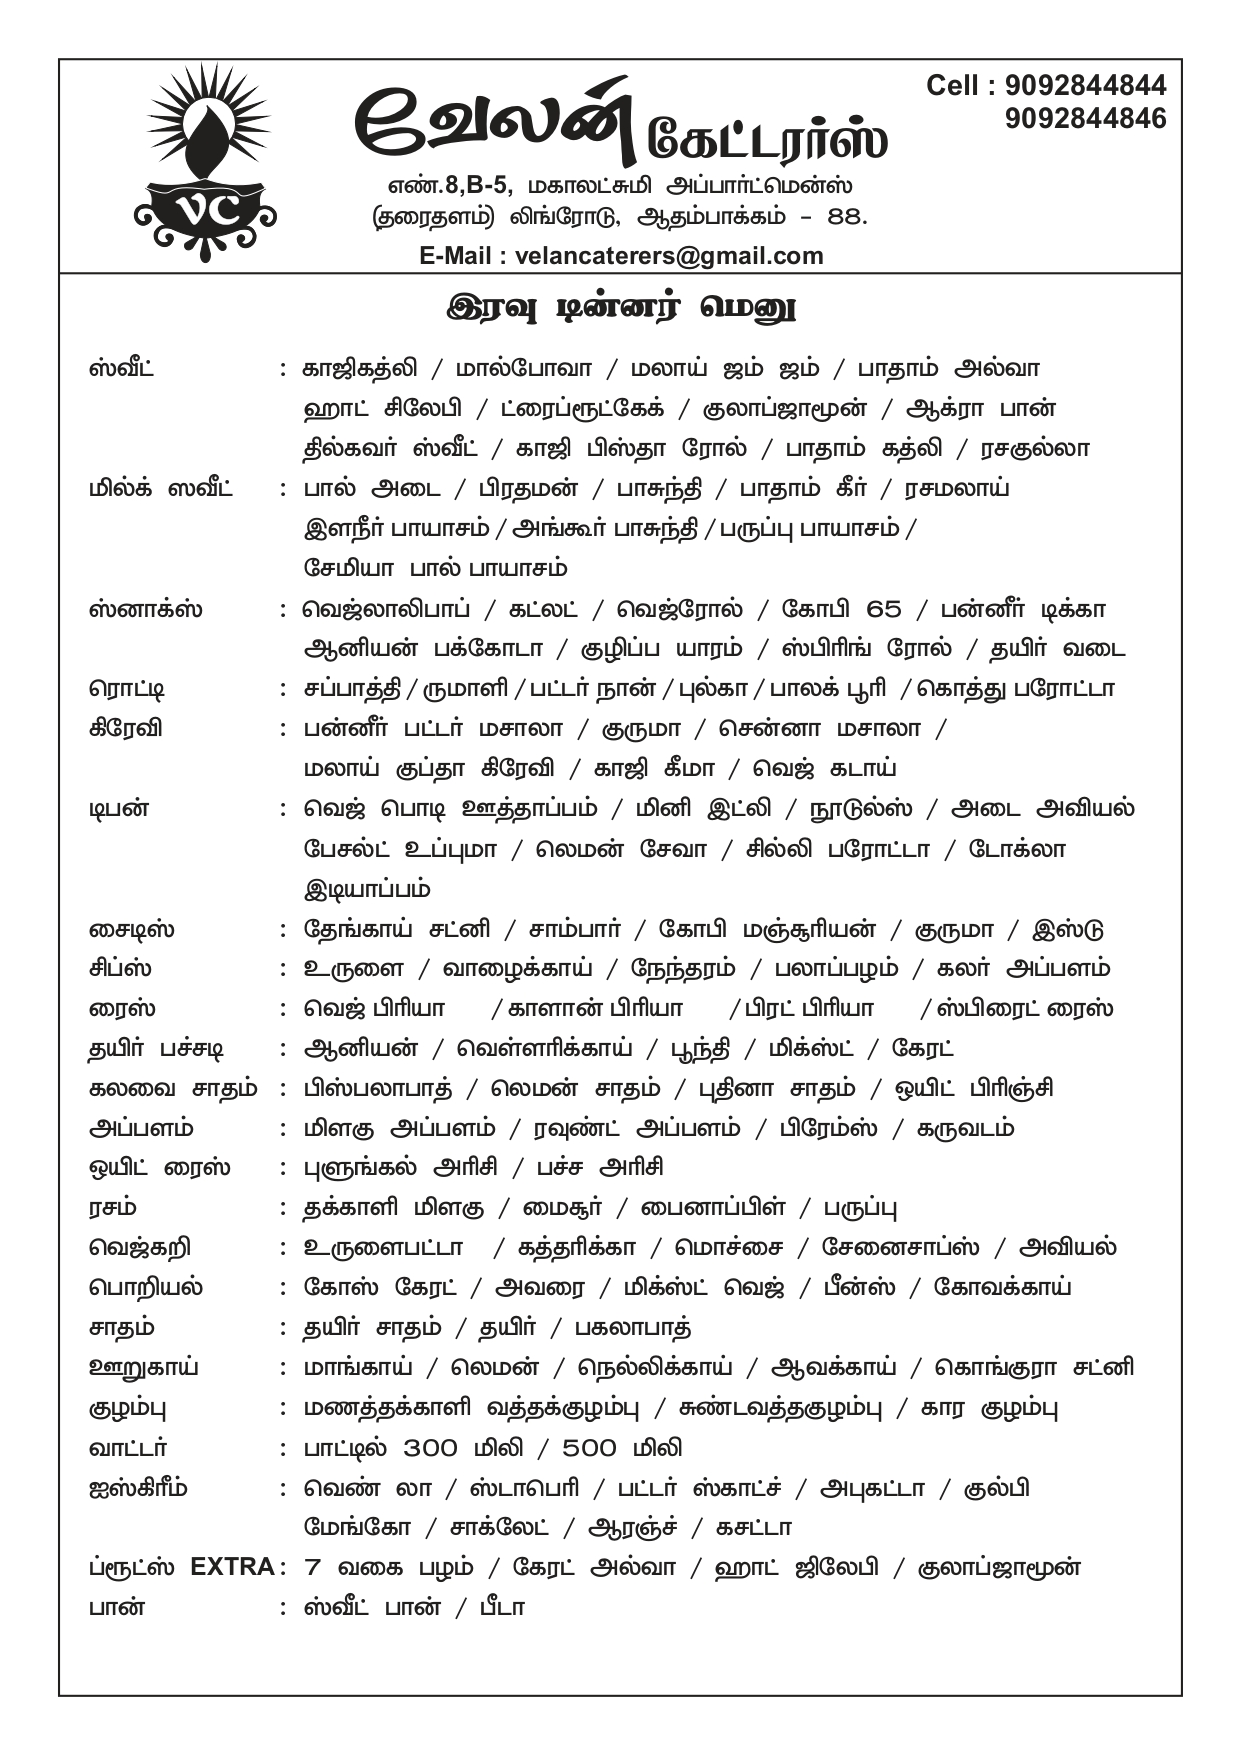 Cell : 9092844844
9092844846
வேலன் கேட்டரர்ஸ்
VC
எண்.8,B-5, மகாலட்சுமி அப்பார்ட்மென்ஸ்
(தரைதளம்) லிங்ரோடு, ஆதம்பாக்கம் - 88.
E-Mail : velancaterers@gmail.com
இரவு டின்னர் மெனு
ஸ்வீட் : காஜிகத்லி / மால்போவா / மலாய் ஜம் ஜம் / பாதாம் அல்வா
ஹாட் சிலேபி / ட்ரைப்ரூட்கேக் / குலாப்ஜாமூன் / ஆக்ரா பான்
தில்கவர் ஸ்வீட் / காஜி பிஸ்தா ரோல் / பாதாம் கத்லி / ரசகுல்லா
மில்க் ஸவீட் : பால் அடை / பிரதமன் / பாசுந்தி / பாதாம் கீர் / ரசமலாய்
இளநீர் பாயாசம் / அங்கூர் பாசுந்தி / பருப்பு பாயாசம் /
சேமியா பால் பாயாசம்
ஸ்னாக்ஸ் : வெஜ்லாலிபாப் / கட்லட் / வெஜ்ரோல் / கோபி 65 / பன்னீர் டிக்கா
ஆனியன் பக்கோடா / குழிப்ப யாரம் / ஸ்பிரிங் ரோல் / தயிர் வடை
ரொட்டி : சப்பாத்தி / ருமாளி / பட்டர் நான் / புல்கா / பாலக் பூரி / கொத்து பரோட்டா
கிரேவி : பன்னீர் பட்டர் மசாலா / குருமா / சென்னா மசாலா /
மலாய் குப்தா கிரேவி / காஜி கீமா / வெஜ் கடாய்
டிபன் : வெஜ் பொடி ஊத்தாப்பம் / மினி இட்லி / நூடுல்ஸ் / அடை அவியல்
பேசல்ட் உப்புமா / லெமன் சேவா / சில்லி பரோட்டா / டோக்லா
இடியாப்பம்
சைடிஸ் : தேங்காய் சட்னி / சாம்பார் / கோபி மஞ்சூரியன் / குருமா / இஸ்டு
சிப்ஸ் : உருளை / வாழைக்காய் / நேந்தரம் / பலாப்பழம் / கலர் அப்பளம்
ரைஸ் : வெஜ் பிரியா / காளான் பிரியா / பிரட் பிரியா / ஸ்பிரைட் ரைஸ்
தயிர் பச்சடி : ஆனியன் / வெள்ளரிக்காய் / பூந்தி / மிக்ஸ்ட் / கேரட்
கலவை சாதம் : பிஸ்பலாபாத் / லெமன் சாதம் / புதினா சாதம் / ஒயிட் பிரிஞ்சி
அப்பளம் : மிளகு அப்பளம் / ரவுண்ட் அப்பளம் / பிரேம்ஸ் / கருவடம்
ஒயிட் ரைஸ் : புளுங்கல் அரிசி / பச்ச அரிசி
ரசம் : தக்காளி மிளகு / மைசூர் / பைனாப்பிள் / பருப்பு
வெஜ்கறி : உருளைபட்டா / கத்தரிக்கா / மொச்சை / சேனைசாப்ஸ் / அவியல்
பொறியல் : கோஸ் கேரட் / அவரை / மிக்ஸ்ட் வெஜ் / பீன்ஸ் / கோவக்காய்
சாதம் : தயிர் சாதம் / தயிர் / பகலாபாத்
ஊறுகாய் : மாங்காய் / லெமன் / நெல்லிக்காய் / ஆவக்காய் / கொங்குரா சட்னி
குழம்பு : மணத்தக்காளி வத்தக்குழம்பு / சுண்டவத்தகுழம்பு / கார குழம்பு
வாட்டர் : பாட்டில் 300 மிலி / 500 மிலி
ஐஸ்கிரீம் : வெண் லா / ஸ்டாபெரி / பட்டர் ஸ்காட்ச் / அபுகட்டா / குல்பி
மேங்கோ / சாக்லேட் / ஆரஞ்ச் / கசட்டா
ப்ரூட்ஸ் EXTRA : 7 வகை பழம் / கேரட் அல்வா / ஹாட் ஜிலேபி / குலாப்ஜாமூன்
பான் : ஸ்வீட் பான் / பீடா